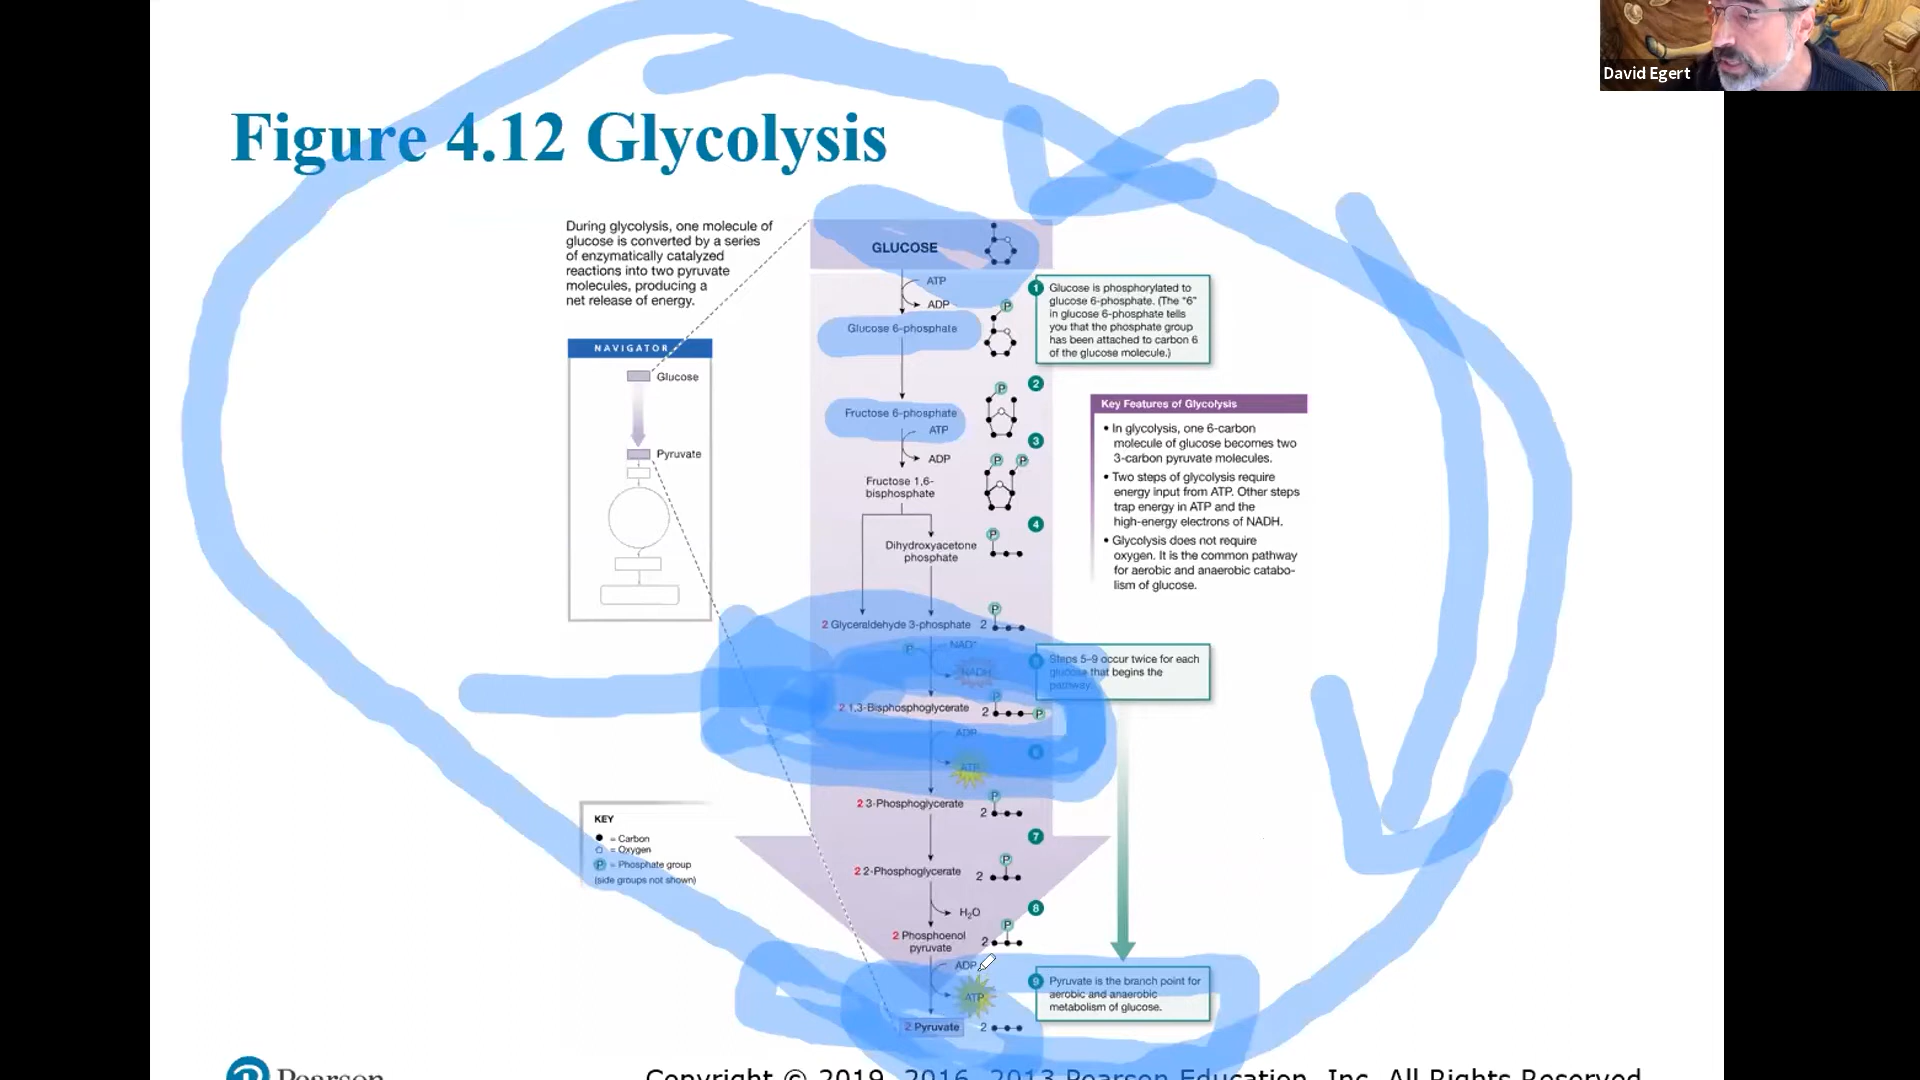 David Egert
Figure 4.12 Glycolysis
During glycolysis, one molecule of
glucose is converted by a series
of enzymatically catalyzed
reactions into two pyruvate
molecules, producing a
net release of energy.
NAVIGATOR
Glucose
Pyruvate
KEY
= Carbon
= Oxygen
P = Phosphate group
(side groups not shown)
GLUCOSE
ATP
ADP
P
Glucose 6-phosphate
P
Fructose 6-phosphate
ATP
ADP
P P
Fructose 1,6-
bisphosphate
P
Dihydroxyacetone
phosphate
P
2 Glyceraldehyde 3-phosphate 2
P NAD+
NADH
P
2 1,3-Bisphosphoglycerate 2 P
ADP
ATP
P
2 3-Phosphoglycerate 2
P
2 2-Phosphoglycerate 2
H2O
P
2 Phosphoenol 2
pyruvate
ADP
ATP
2 Pyruvate 2
1 Glucose is phosphorylated to
glucose 6-phosphate. (The "6"
in glucose 6-phosphate tells
you that the phosphate group
has been attached to carbon 6
of the glucose molecule.)
2
3
4
5 Steps 5–9 occur twice for each
glucose that begins the
pathway.
6
7
8
9 Pyruvate is the branch point for
aerobic and anaerobic
metabolism of glucose.
Key Features of Glycolysis
• In glycolysis, one 6-carbon
molecule of glucose becomes two
3-carbon pyruvate molecules.
• Two steps of glycolysis require
energy input from ATP. Other steps
trap energy in ATP and the
high-energy electrons of NADH.
• Glycolysis does not require
oxygen. It is the common pathway
for aerobic and anaerobic catabo-
lism of glucose.
P Pearson
Copyright © 2019, 2016, 2013 Pearson Education, Inc. All Rights Reserved